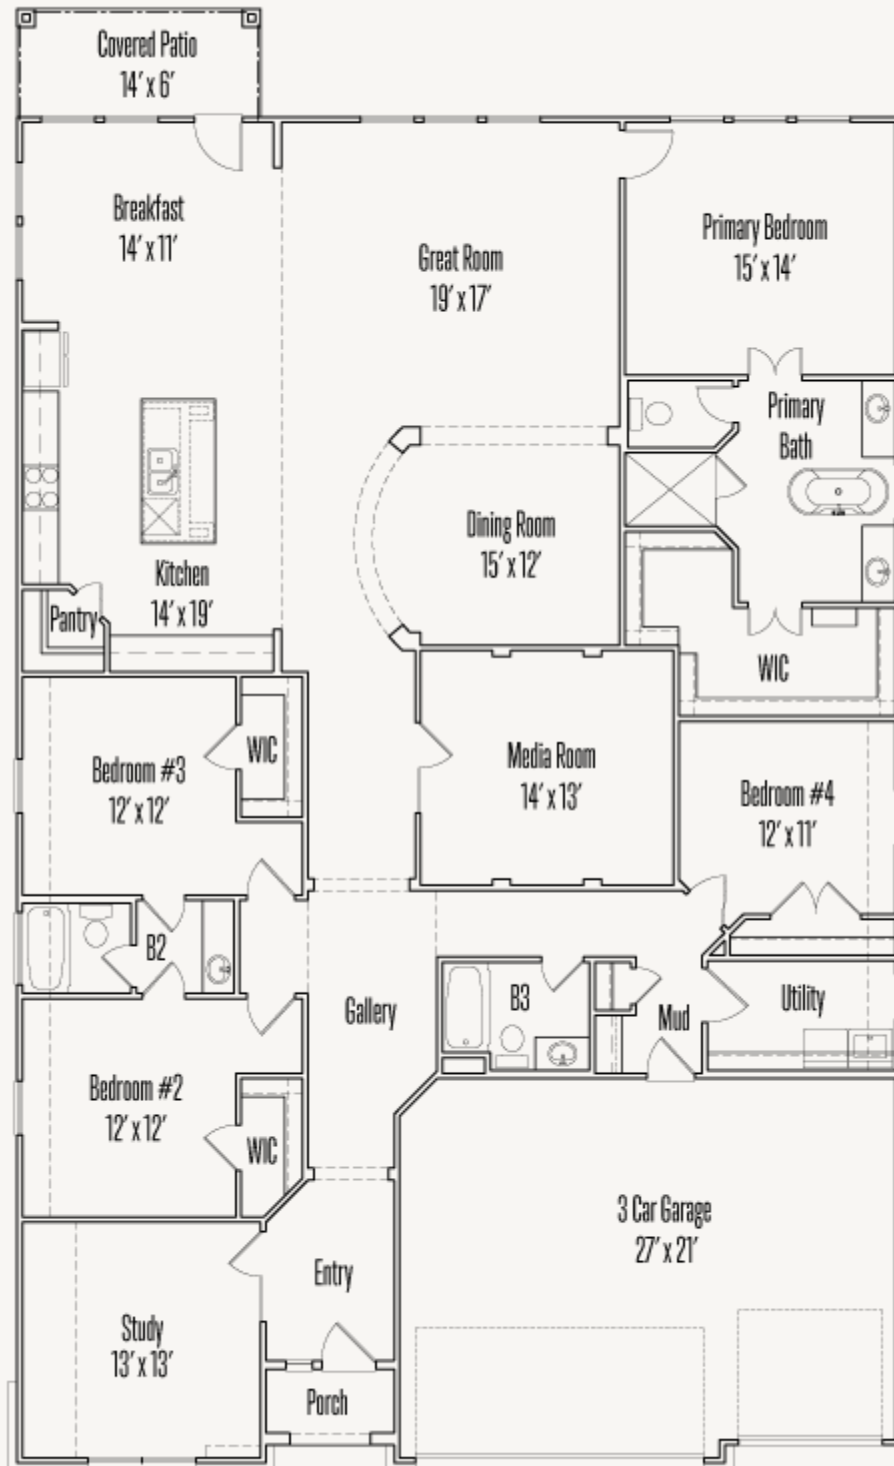 Covered Patio
14' x 6'
Breakfast
14' x 11'
Great Room
19' x 17'
Primary Bedroom
15' x 14'
Primary
Bath
Dining Room
15' x 12'
Kitchen
14' x 19'
Pantry
WIC
WIC
Media Room
14' x 13'
Bedroom #3
12' x 12'
Bedroom #4
12' x 11'
B2
B3
Gallery
Mud
Utility
Bedroom #2
12' x 12'
WIC
3 Car Garage
27' x 21'
Entry
Study
13' x 13'
Porch